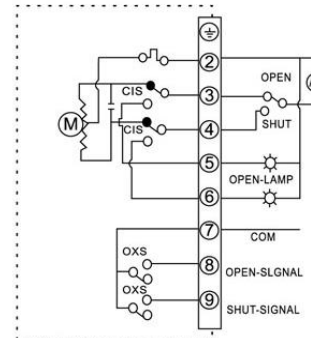 2
OPEN
CIS
3
M
CIS
4
SHUT
5
OPEN-LAMP
6
7
COM
OXS
8
OPEN-SLGNAL
OXS
9
SHUT-SIGNAL